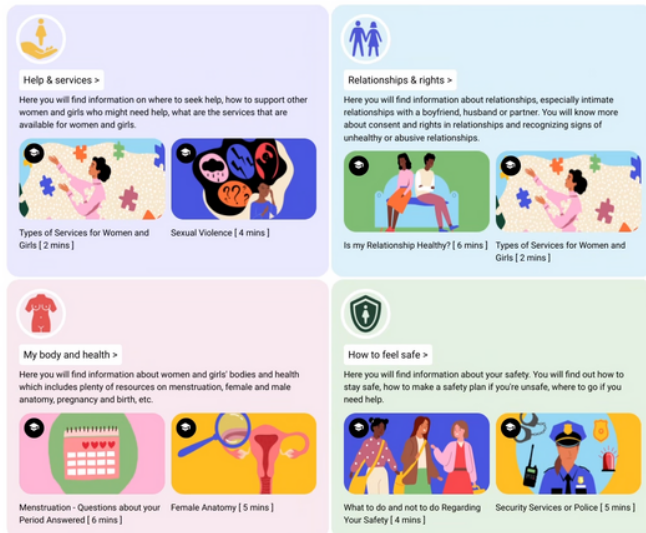 Help & services >
Here you will find information on where to seek help, how to support other
women and girls who might need help, what are the services that are
available for women and girls.
Types of Services for Women and
Girls [ 2 mins ]
Sexual Violence [ 4 mins ]
Relationships & rights >
Here you will find information about relationships, especially intimate
relationships with a boyfriend, husband or partner. You will know more
about consent and rights in relationships and recognizing signs of
unhealthy or abusive relationships.
Is my Relationship Healthy? [ 6 mins ]
Types of Services for Women and
Girls [ 2 mins ]
My body and health >
Here you will find information about women and girls' bodies and health
which includes plenty of resources on menstruation, female and male
anatomy, pregnancy and birth, etc.
Menstruation - Questions about your
Period Answered [ 6 mins ]
Female Anatomy [ 5 mins ]
How to feel safe >
Here you will find information about your safety. You will find out how to
stay safe, how to make a safety plan if you're unsafe, where to go if you
need help.
What to do and not to do Regarding
Your Safety [ 4 mins ]
Security Services or Police [ 5 mins ]